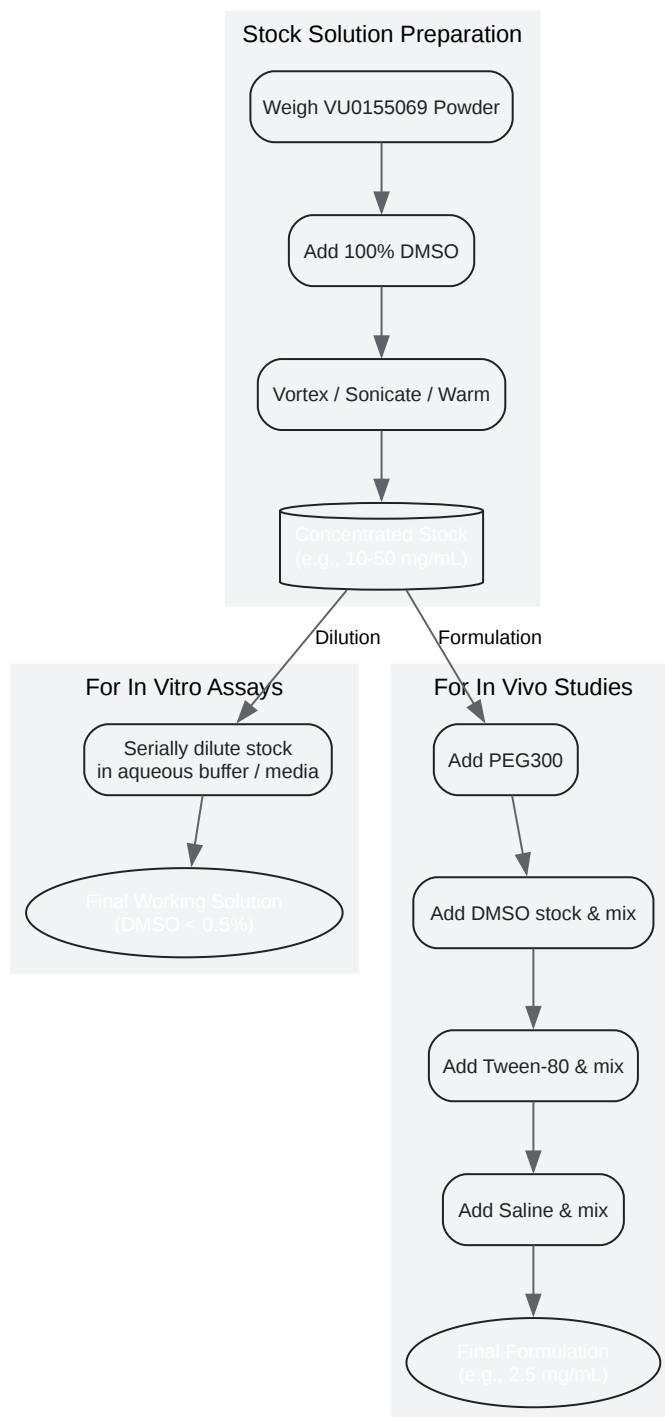 Stock Solution Preparation
Weigh VU0155069 Powder
Add 100% DMSO
Vortex / Sonicate / Warm
Concentrated Stock
(e.g., 10-50 mg/mL)
Dilution
Formulation
For In Vitro Assays
Serially dilute stock
in aqueous buffer / media
Final Working Solution
(DMSO < 0.5%)
For In Vivo Studies
Add PEG300
Add DMSO stock & mix
Add Tween-80 & mix
Add Saline & mix
Final Formulation
(e.g., 2.5 mg/mL)